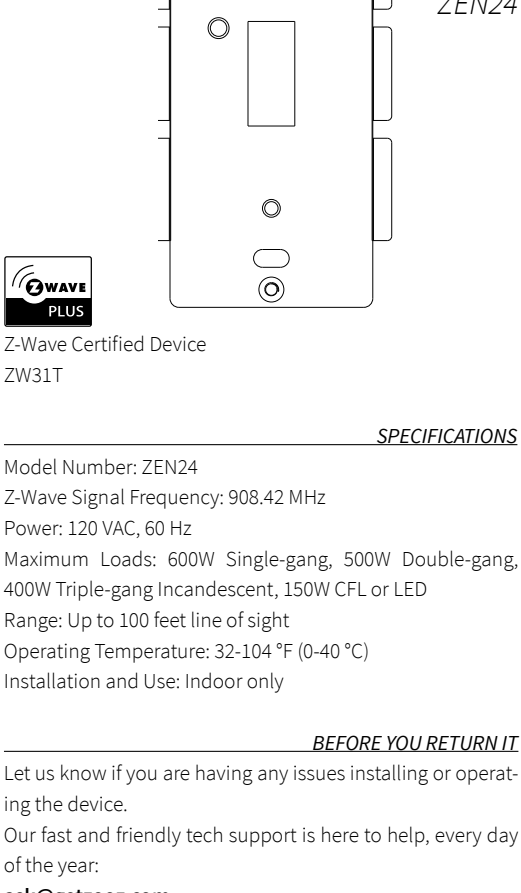 ZEN24
Z WAVE
PLUS
Z-Wave Certified Device
ZW31T
SPECIFICATIONS
Model Number: ZEN24
Z-Wave Signal Frequency: 908.42 MHz
Power: 120 VAC, 60 Hz
Maximum Loads: 600W Single-gang, 500W Double-gang,
400W Triple-gang Incandescent, 150W CFL or LED
Range: Up to 100 feet line of sight
Operating Temperature: 32-104 °F (0-40 °C)
Installation and Use: Indoor only
BEFORE YOU RETURN IT
Let us know if you are having any issues installing or operat-
ing the device.
Our fast and friendly tech support is here to help, every day
of the year:
ask@getzooz.com